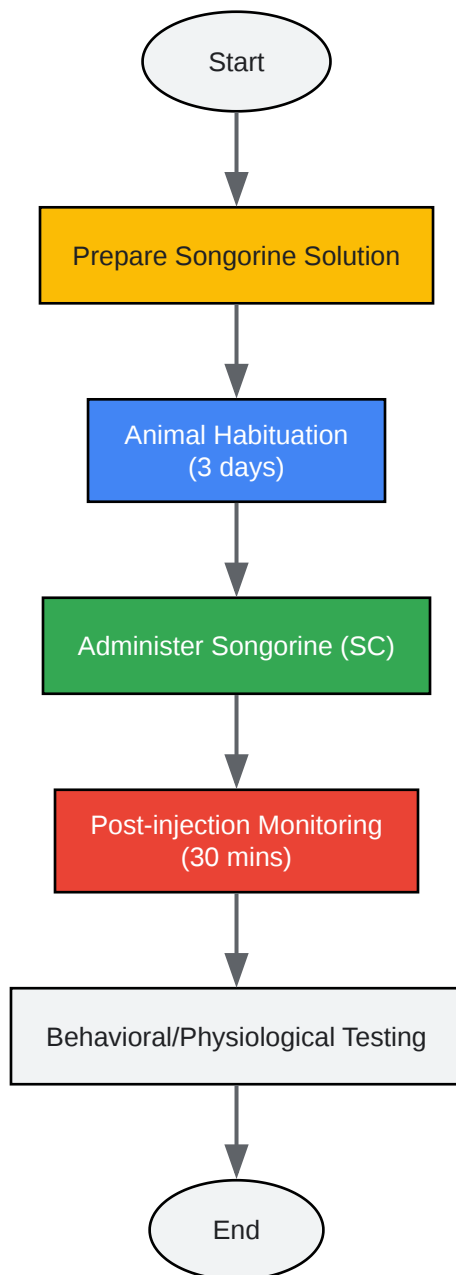 Start
Prepare Songorine Solution
Animal Habituation
(3 days)
Administer Songorine (SC)
Post-injection Monitoring
(30 mins)
Behavioral/Physiological Testing
End